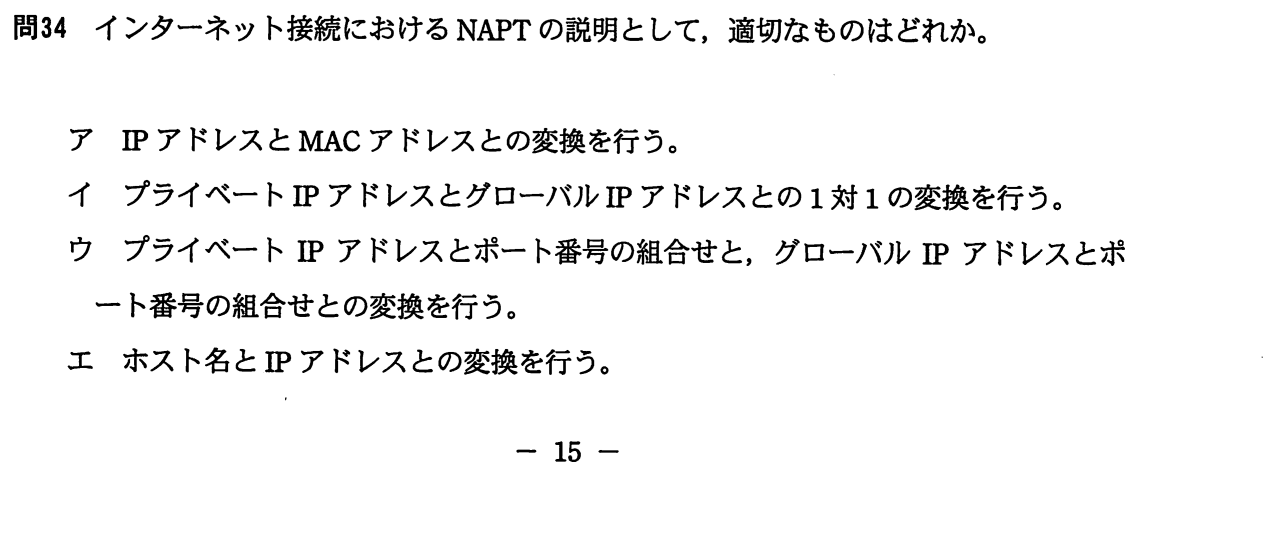 問34 インターネット接続における NAPT の説明として，適切なものはどれか。
ア IP アドレスと MAC アドレスとの変換を行う。
イ プライベート IP アドレスとグローバル IP アドレスとの 1 対 1 の変換を行う。
ウ プライベート IP アドレスとポート番号の組合せと，グローバル IP アドレスとポ
ート番号の組合せとの変換を行う。
エ ホスト名と IP アドレスとの変換を行う。
－ 15 －